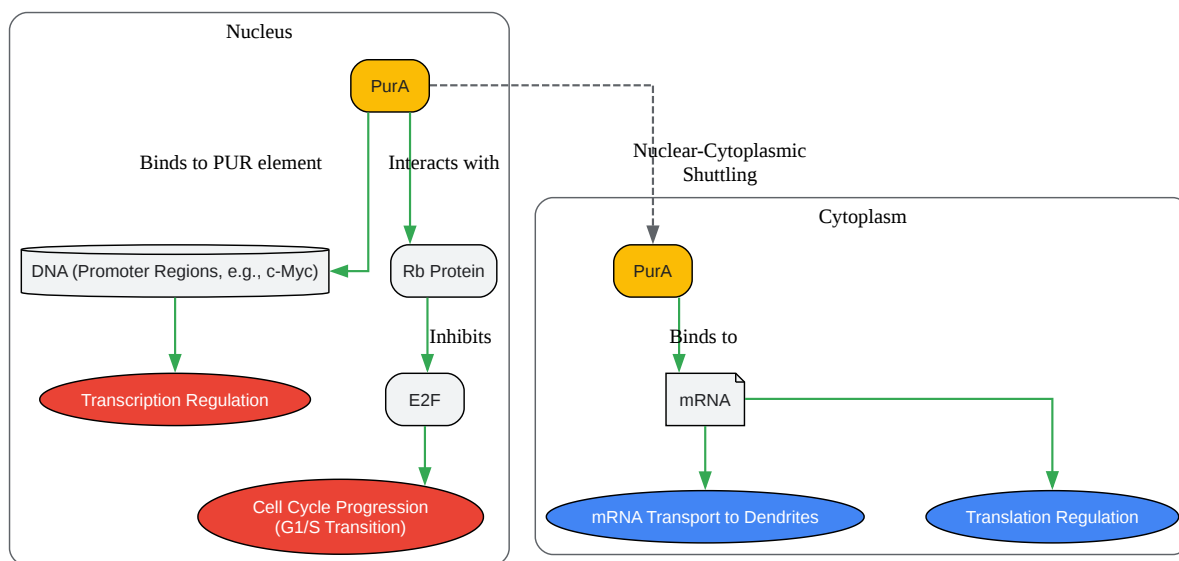 Nucleus
PurA
Binds to PUR element
Interacts with
Nuclear-Cytoplasmic
Shuttling
Cytoplasm
DNA (Promoter Regions, e.g., c-Myc)
Rb Protein
PurA
Inhibits
Binds to
Transcription Regulation
E2F
mRNA
Cell Cycle Progression
(G1/S Transition)
mRNA Transport to Dendrites
Translation Regulation